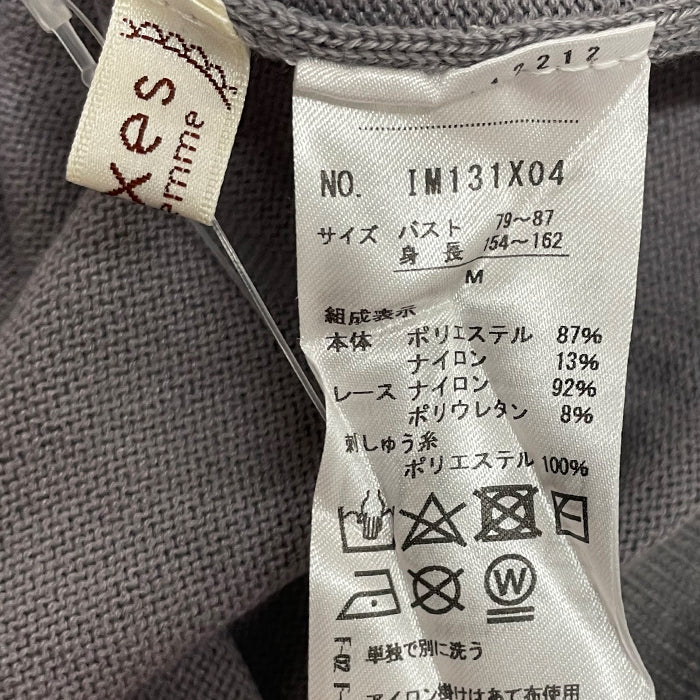 xes
emme
12212
NO. IM131X04
サイズ バスト 79～87
身長 154～162
M
組成表示
本体 ポリエステル 87%
ナイロン 13%
レース ナイロン 92%
ポリウレタン 8%
刺しゅう糸
ポリエステル 100%
W
単独で別に洗う
アイロン掛けはあて布使用
F-02